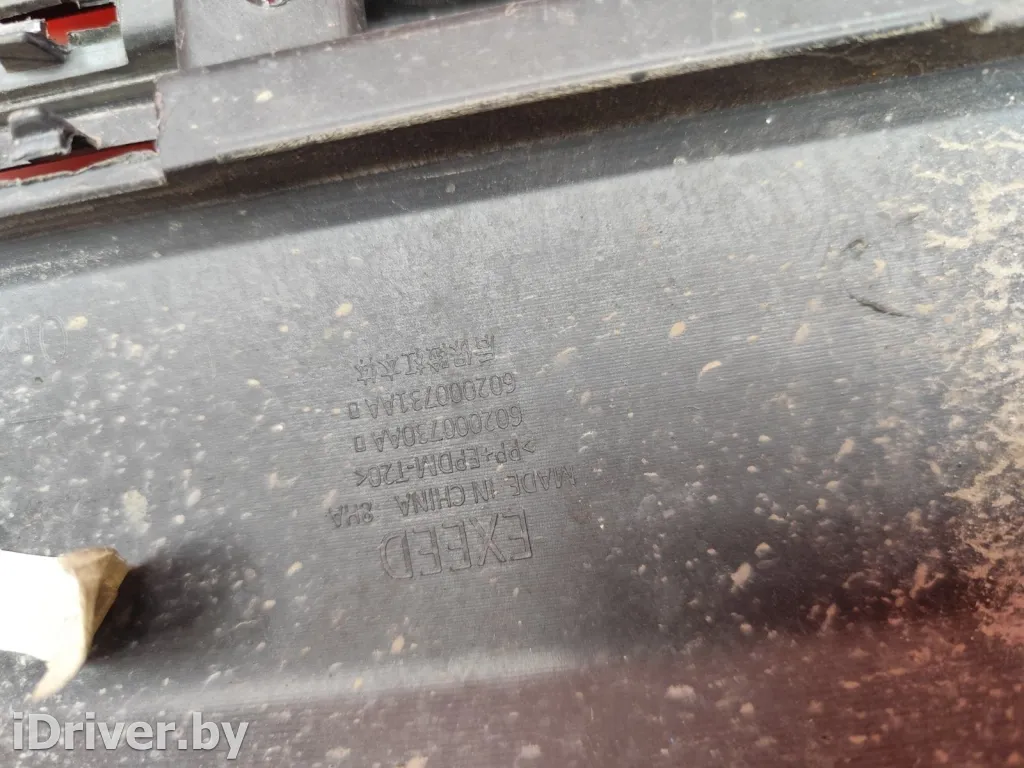 EXEED
MADE IN CHINA
>PP+EPDM-T20<
602000730AA
602000731AA
iDriver.by